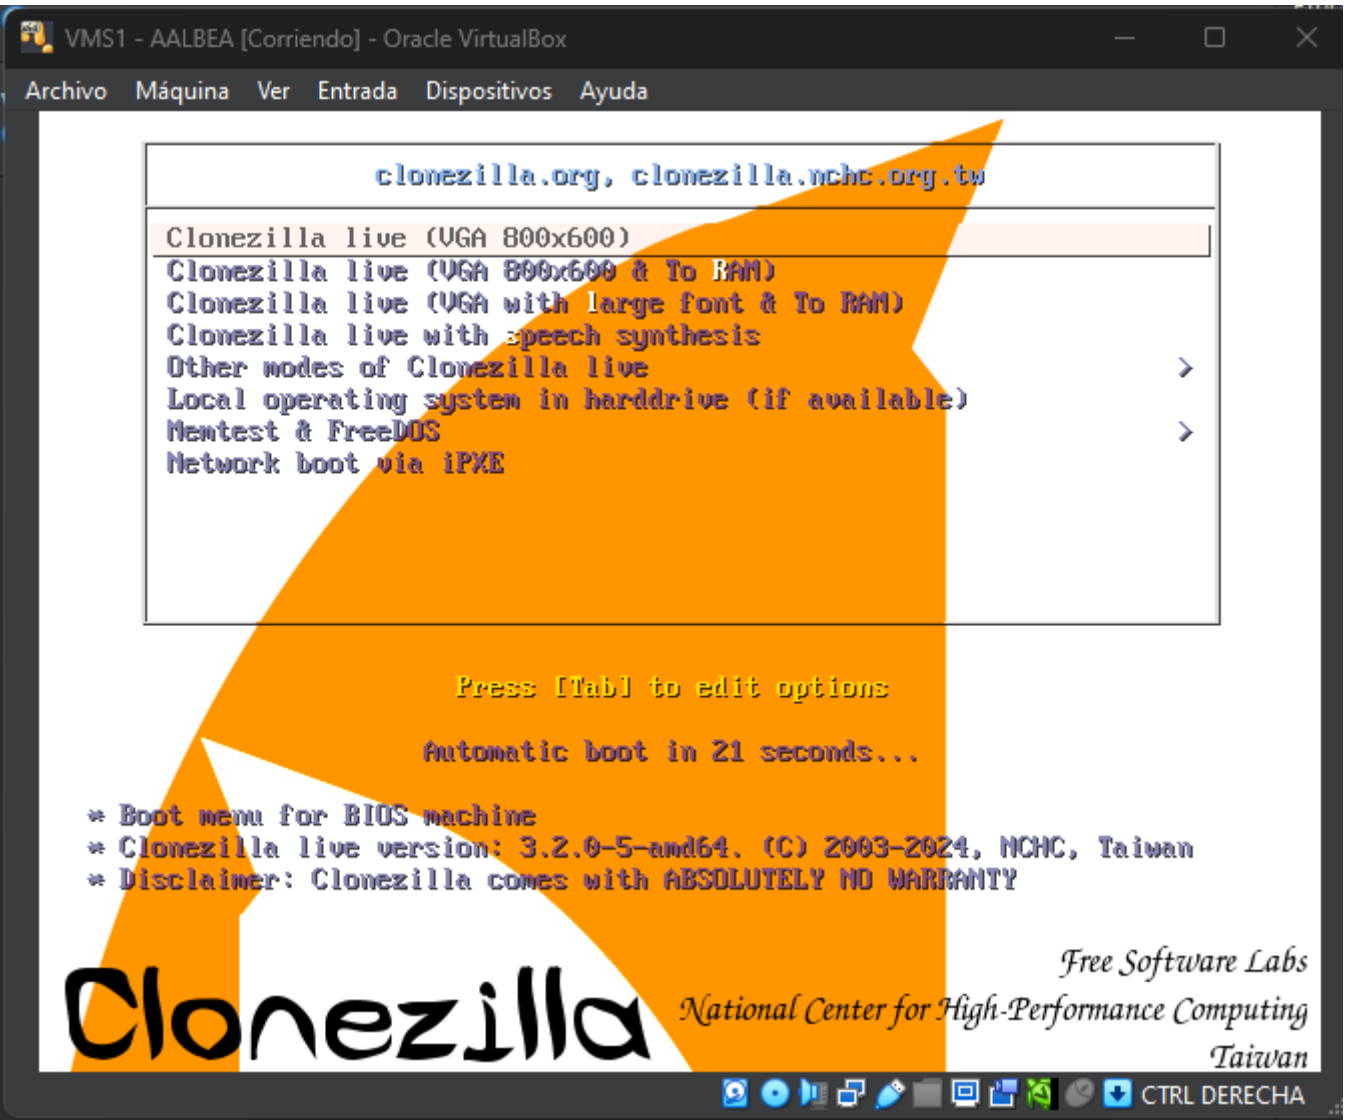 VMS1 - AALBEA [Corriendo] - Oracle VirtualBox
Archivo Máquina Ver Entrada Dispositivos Ayuda
clonezilla.org, clonezilla.nchc.org.tw
Clonezilla live (VGA 800x600)
Clonezilla live (VGA 800x600 & To RAM)
Clonezilla live (VGA with large font & To RAM)
Clonezilla live with speech synthesis
Other modes of Clonezilla live >
Local operating system in harddrive (if available)
Memtest & FreeDOS >
Network boot via iPXE
Press [Tab] to edit options
Automatic boot in 21 seconds...
* Boot menu for BIOS machine
* Clonezilla live version: 3.2.0-5-amd64. (C) 2003-2024, NCHC, Taiwan
* Disclaimer: Clonezilla comes with ABSOLUTELY NO WARRANTY
Clonezilla
Free Software Labs
National Center for High-Performance Computing
Taiwan
CTRL DERECHA